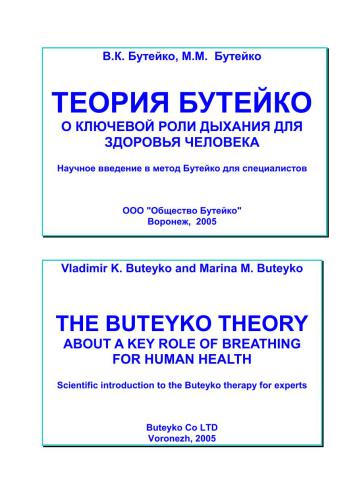 В.К. Бутейко, М.М. Бутейко
ТЕОРИЯ БУТЕЙКО
О КЛЮЧЕВОЙ РОЛИ ДЫХАНИЯ ДЛЯ
ЗДОРОВЬЯ ЧЕЛОВЕКА
Научное введение в метод Бутейко для специалистов
ООО "Общество Бутейко"
Воронеж, 2005
Vladimir K. Buteyko and Marina M. Buteyko
THE BUTEYKO THEORY
ABOUT A KEY ROLE OF BREATHING
FOR HUMAN HEALTH
Scientific introduction to the Buteyko therapy for experts
Buteyko Co LTD
Voronezh, 2005